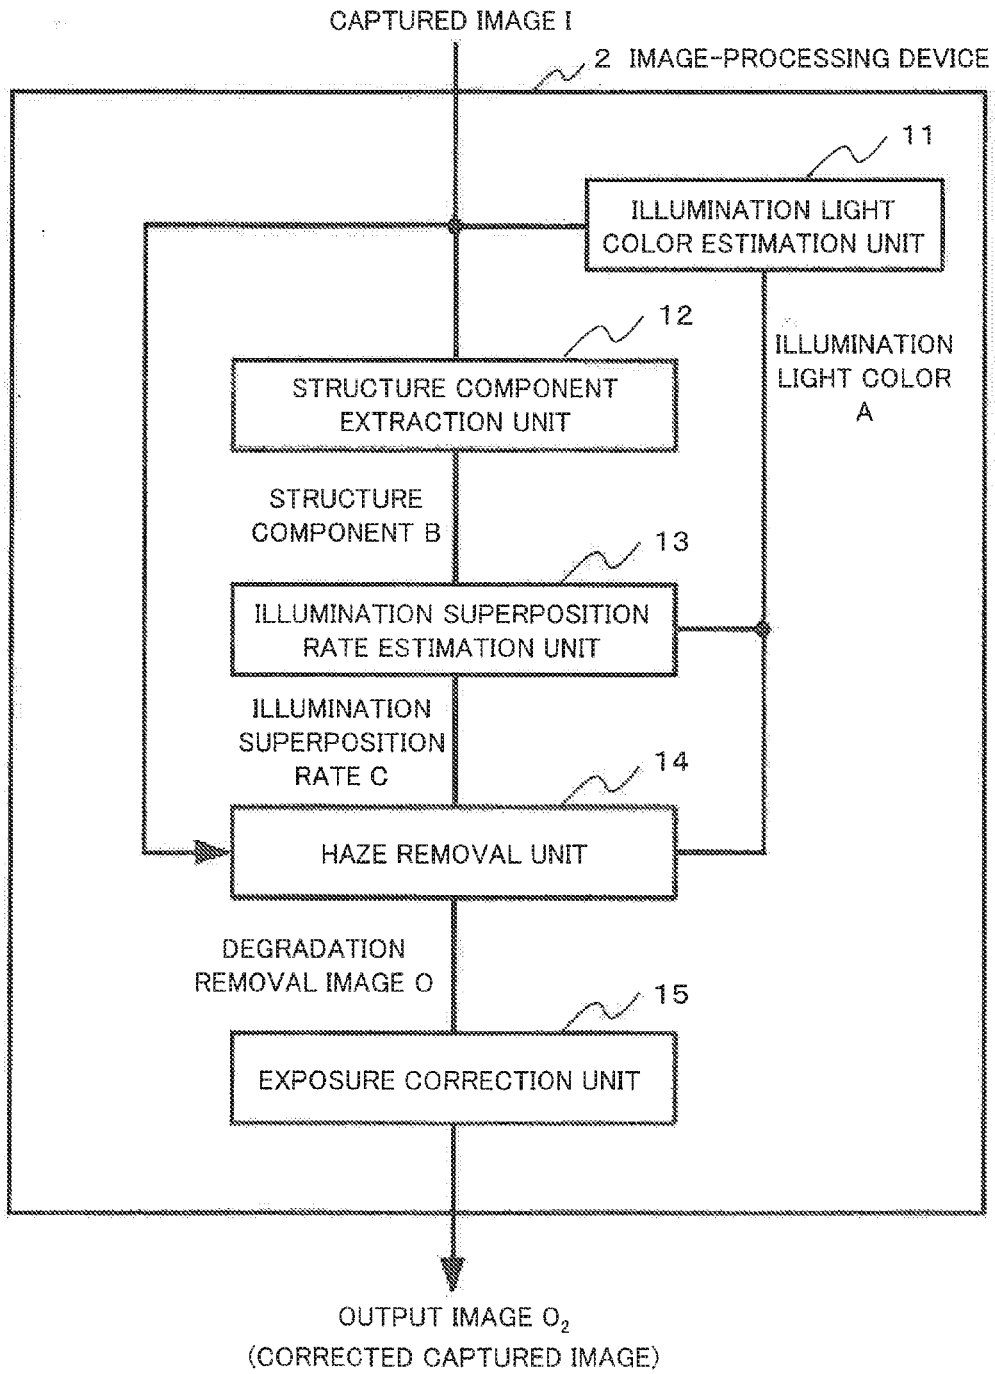 CAPTURED IMAGE I
2 IMAGE-PROCESSING DEVICE
11
ILLUMINATION LIGHT
COLOR ESTIMATION UNIT
12
STRUCTURE COMPONENT
EXTRACTION UNIT
ILLUMINATION
LIGHT COLOR
A
STRUCTURE
COMPONENT B
13
ILLUMINATION SUPERPOSITION
RATE ESTIMATION UNIT
ILLUMINATION
SUPERPOSITION
RATE C
14
HAZE REMOVAL UNIT
DEGRADATION
REMOVAL IMAGE O
15
EXPOSURE CORRECTION UNIT
OUTPUT IMAGE O₂
(CORRECTED CAPTURED IMAGE)